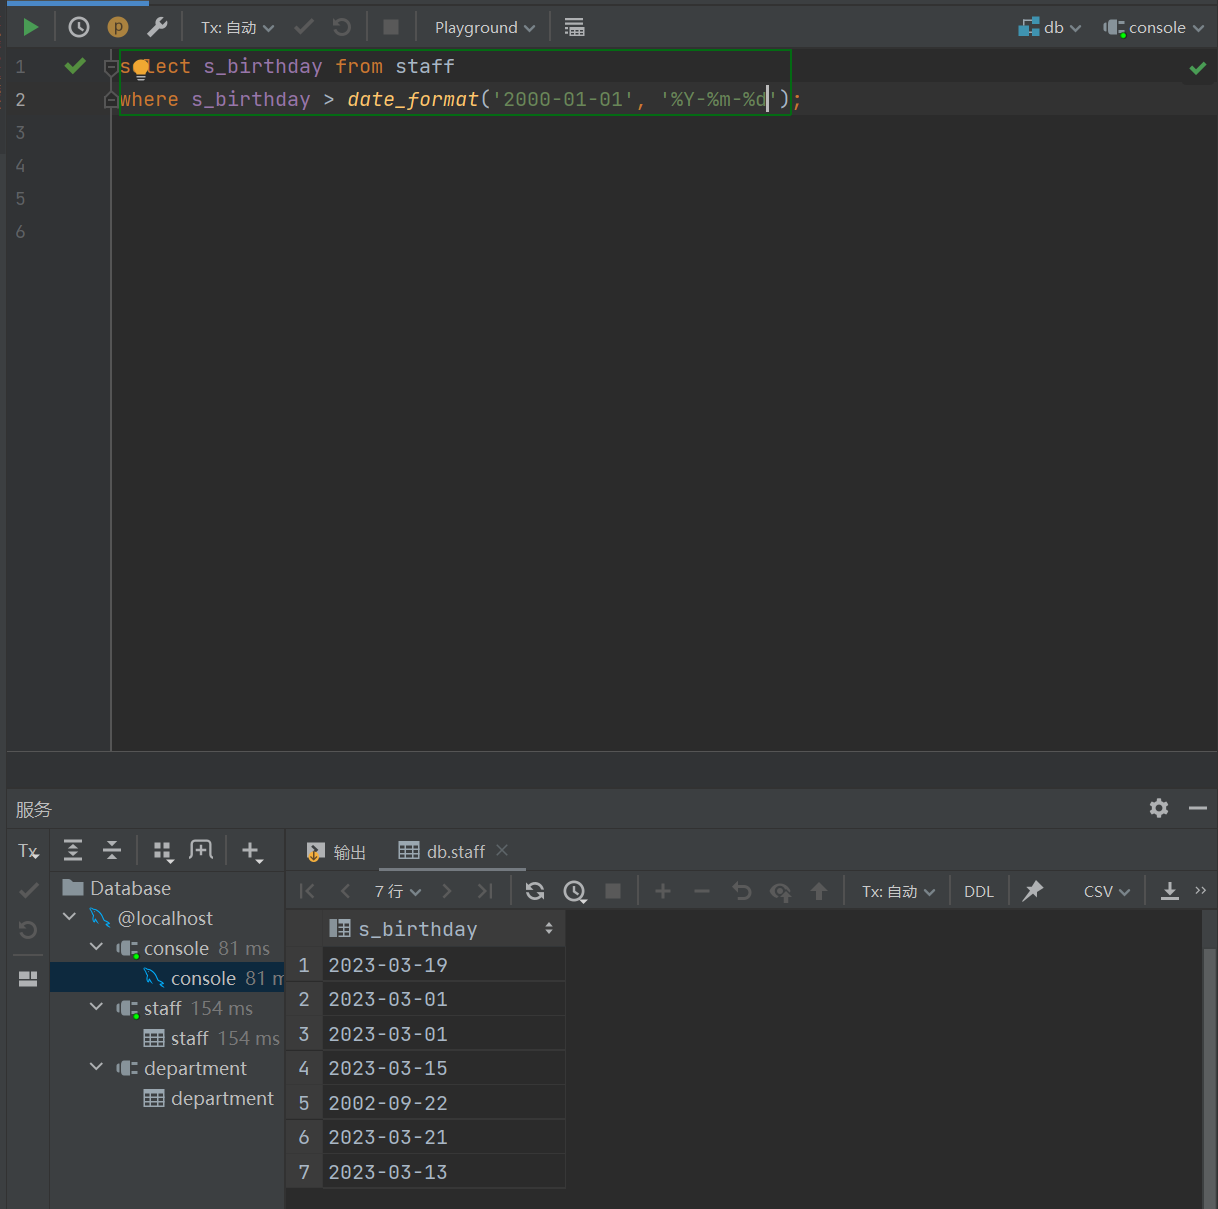 Tx: 自动 Playground db console
1 select s_birthday from staff
2 where s_birthday > date_format('2000-01-01', '%Y-%m-%d');
3
4
5
6
服务
Tx 输出 db.staff
Database
@localhost
console 81 ms
console 81 m
staff 154 ms
staff 154 ms
department
department
7 行 Tx: 自动 DDL CSV
s_birthday
1 2023-03-19
2 2023-03-01
3 2023-03-01
4 2023-03-15
5 2002-09-22
6 2023-03-21
7 2023-03-13